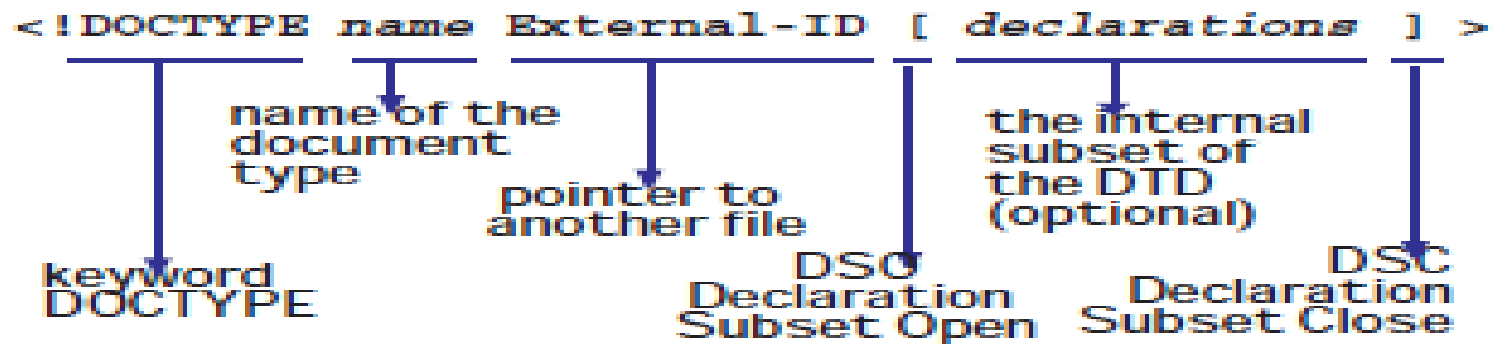 <!DOCTYPE name External-ID [ declarations ] >
name of the
document
type
pointer to
another file
the internal
subset of
the DTD
(optional)
keyword
DOCTYPE
DSO
Declaration
Subset Open
DSC
Declaration
Subset Close